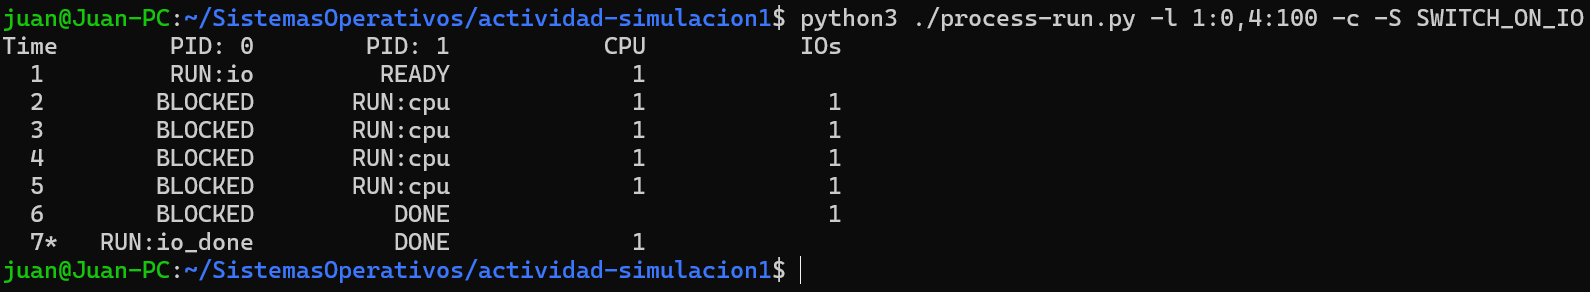 juan@Juan-PC:~/SistemasOperativos/actividad-simulacion1$ python3 ./process-run.py -l 1:0,4:100 -c -S SWITCH_ON_IO
Time        PID: 0        PID: 1           CPU           IOs
  1         RUN:io         READY             1
  2        BLOCKED       RUN:cpu             1             1
  3        BLOCKED       RUN:cpu             1             1
  4        BLOCKED       RUN:cpu             1             1
  5        BLOCKED       RUN:cpu             1             1
  6        BLOCKED          DONE                           1
  7*   RUN:io_done          DONE             1
juan@Juan-PC:~/SistemasOperativos/actividad-simulacion1$